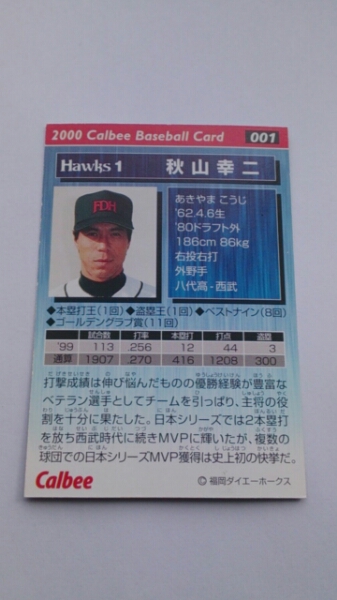 2000 Calbee Baseball Card 001
Hawks 1 秋山幸二
FDH
あきやま こうじ
'62.4.6生
'80ドラフト外
186cm 86kg
右投右打
外野手
八代高-西武
◆本塁打王(1回)◆盗塁王(1回)◆ベストナイン(8回)
◆ゴールデングラブ賞(11回)
試合数 打率 本塁打 打点 盗塁
'99 113 .256 12 44 3
通算 1907 .270 416 1208 300
打撃成績は伸び悩んだものの優勝経験が豊富な
ベテラン選手としてチームを引っぱり、主将の役
割を十分に果たした。日本シリーズでは2本塁打
を放ち西武時代に続きMVPに輝いたが、複数の
球団での日本シリーズMVP獲得は史上初の快挙だ。
Calbee
©福岡ダイエーホークス